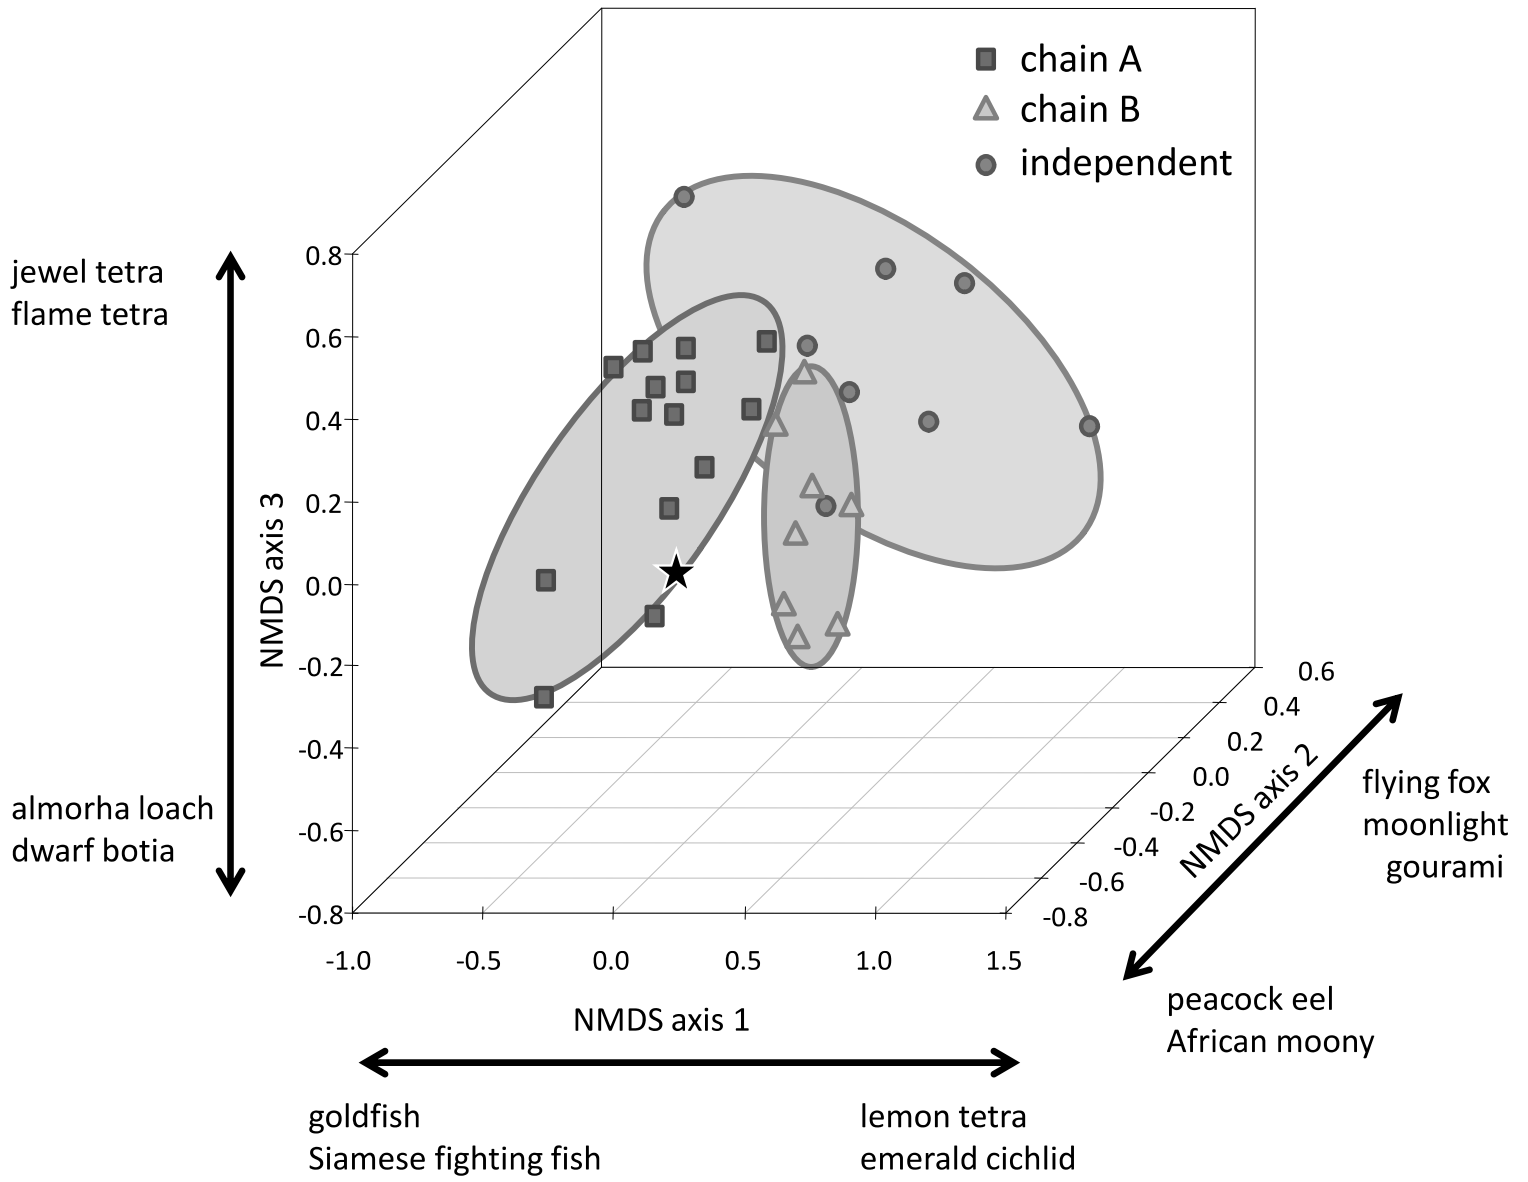 chain A
chain B
independent
jewel tetra
flame tetra
almorha loach
dwarf botia
NMDS axis 3
0.8
0.6
0.4
0.2
0.0
-0.2
-0.4
-0.6
-0.8
-1.0
-0.5
0.0
0.5
1.0
1.5
NMDS axis 1
goldfish
Siamese fighting fish
lemon tetra
emerald cichlid
0.6
0.4
0.2
0.0
-0.2
-0.4
-0.6
-0.8
NMDS axis 2
flying fox
moonlight
gourami
peacock eel
African moony